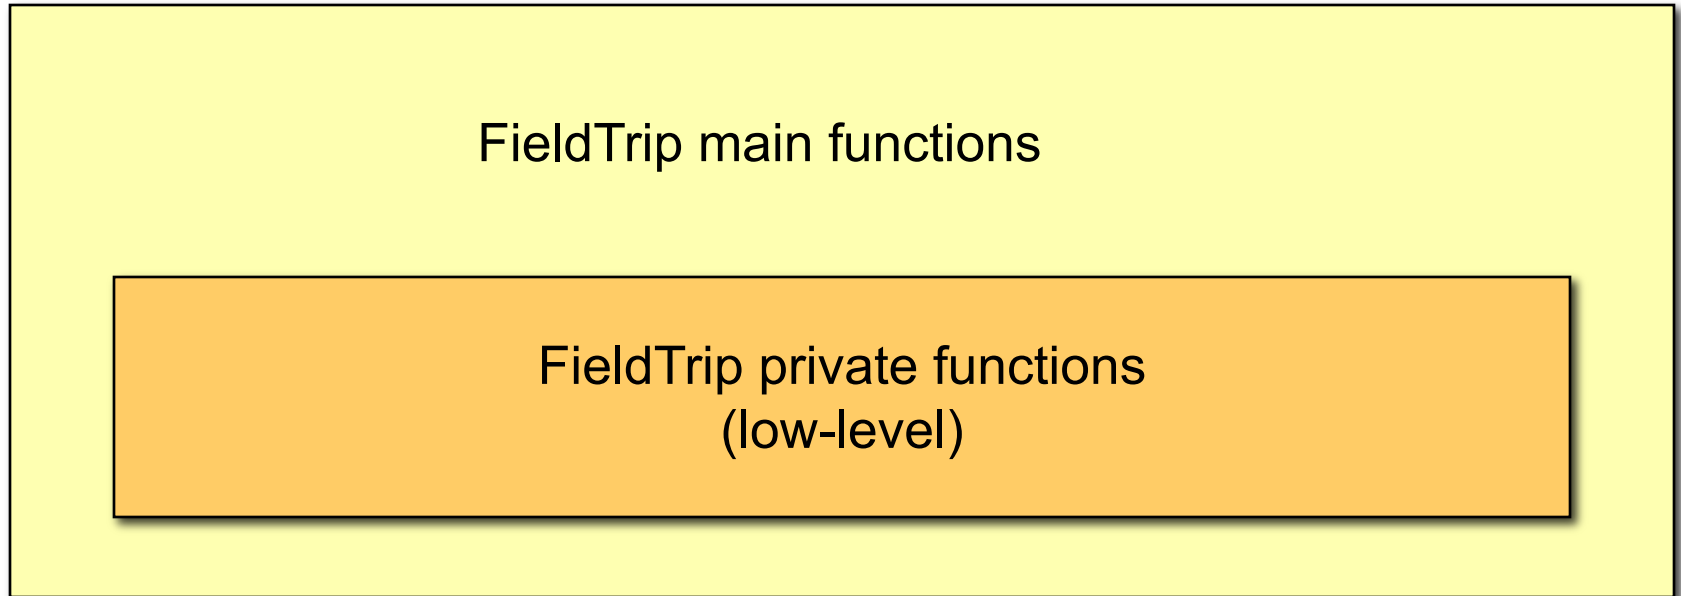 FieldTrip main functions
FieldTrip private functions
(low-level)